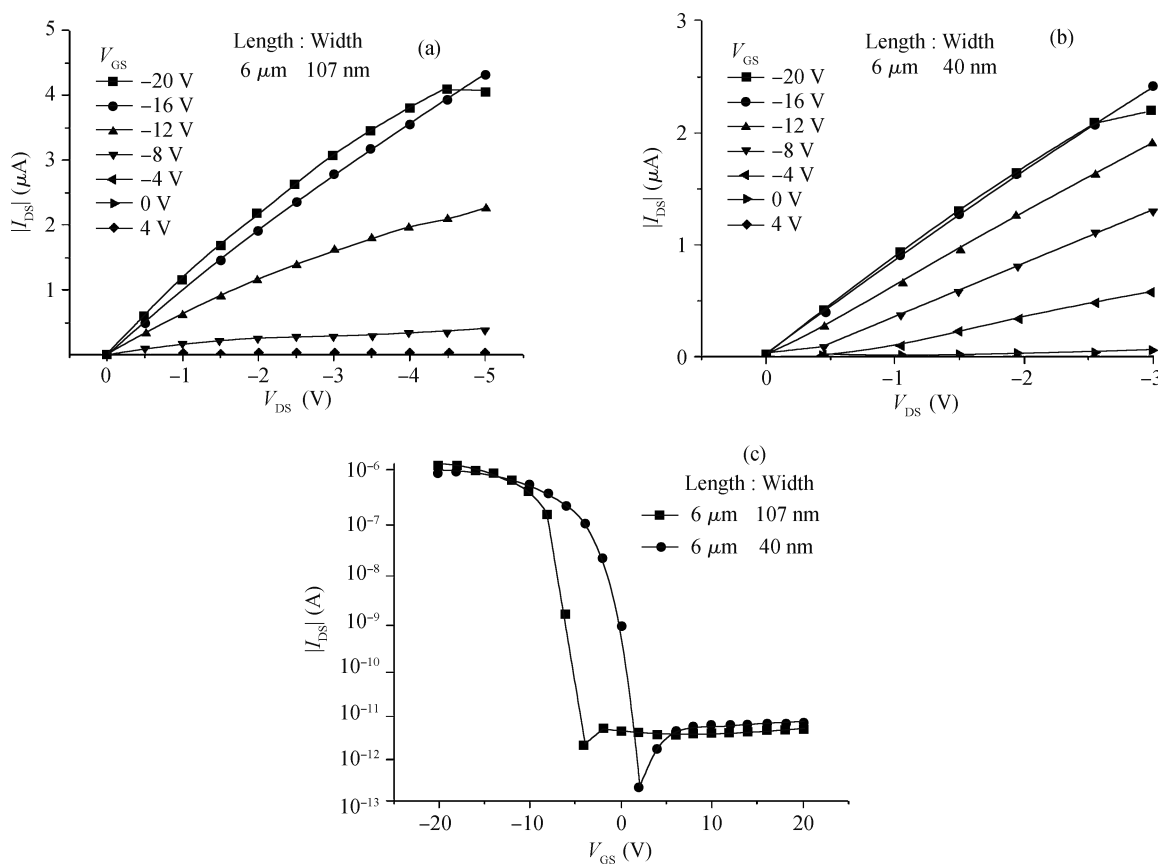 (a)
Length : Width
6 μm 107 nm
V_GS
−20 V
−16 V
−12 V
−8 V
−4 V
0 V
4 V
5
4
3
2
1
|I_DS| (μA)
0 −1 −2 −3 −4 −5
V_DS (V)
(b)
Length : Width
6 μm 40 nm
V_GS
−20 V
−16 V
−12 V
−8 V
−4 V
0 V
4 V
3
2
1
0
|I_DS| (μA)
0 −1 −2 −3
V_DS (V)
(c)
Length : Width
6 μm 107 nm
6 μm 40 nm
10^−6
10^−7
10^−8
10^−9
10^−10
10^−11
10^−12
10^−13
|I_DS| (A)
−20 −10 0 10 20
V_GS (V)